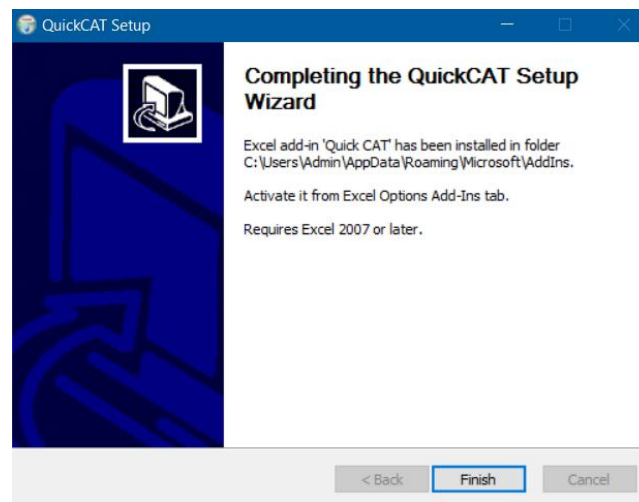 QuickCAT Setup
Completing the QuickCAT Setup
Wizard
Excel add-in 'Quick CAT' has been installed in folder
C:\Users\Admin\AppData\Roaming\Microsoft\AddIns.
Activate it from Excel Options Add-Ins tab.
Requires Excel 2007 or later.
< Back Finish Cancel